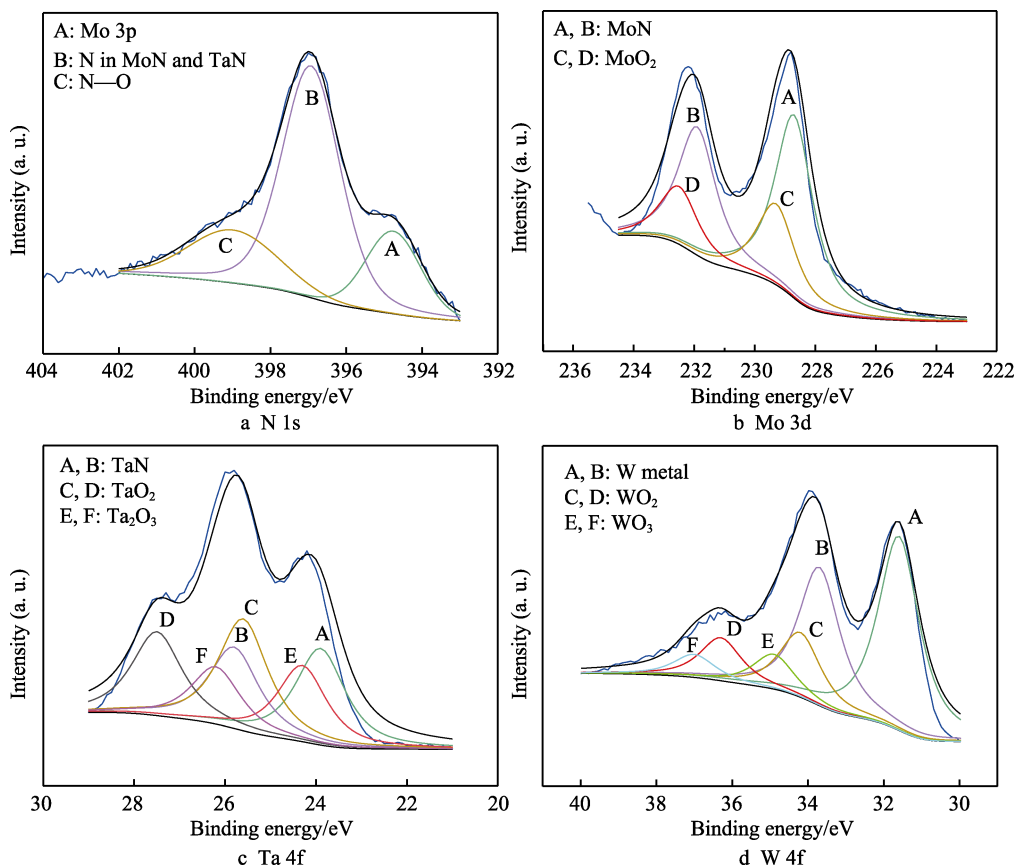 A: Mo 3p
B: N in MoN and TaN
C: N—O
B
C
A
Intensity (a. u.)
404 402 400 398 396 394 392
Binding energy/eV
a N 1s
A, B: MoN
C, D: MoO₂
A
B
D
C
Intensity (a. u.)
236 234 232 230 228 226 224 222
Binding energy/eV
b Mo 3d
A, B: TaN
C, D: TaO₂
E, F: Ta₂O₃
D
C
B
A
F
E
Intensity (a. u.)
30 28 26 24 22 20
Binding energy/eV
c Ta 4f
A, B: W metal
C, D: WO₂
E, F: WO₃
A
B
D
C
F
E
Intensity (a. u.)
40 38 36 34 32 30
Binding energy/eV
d W 4f